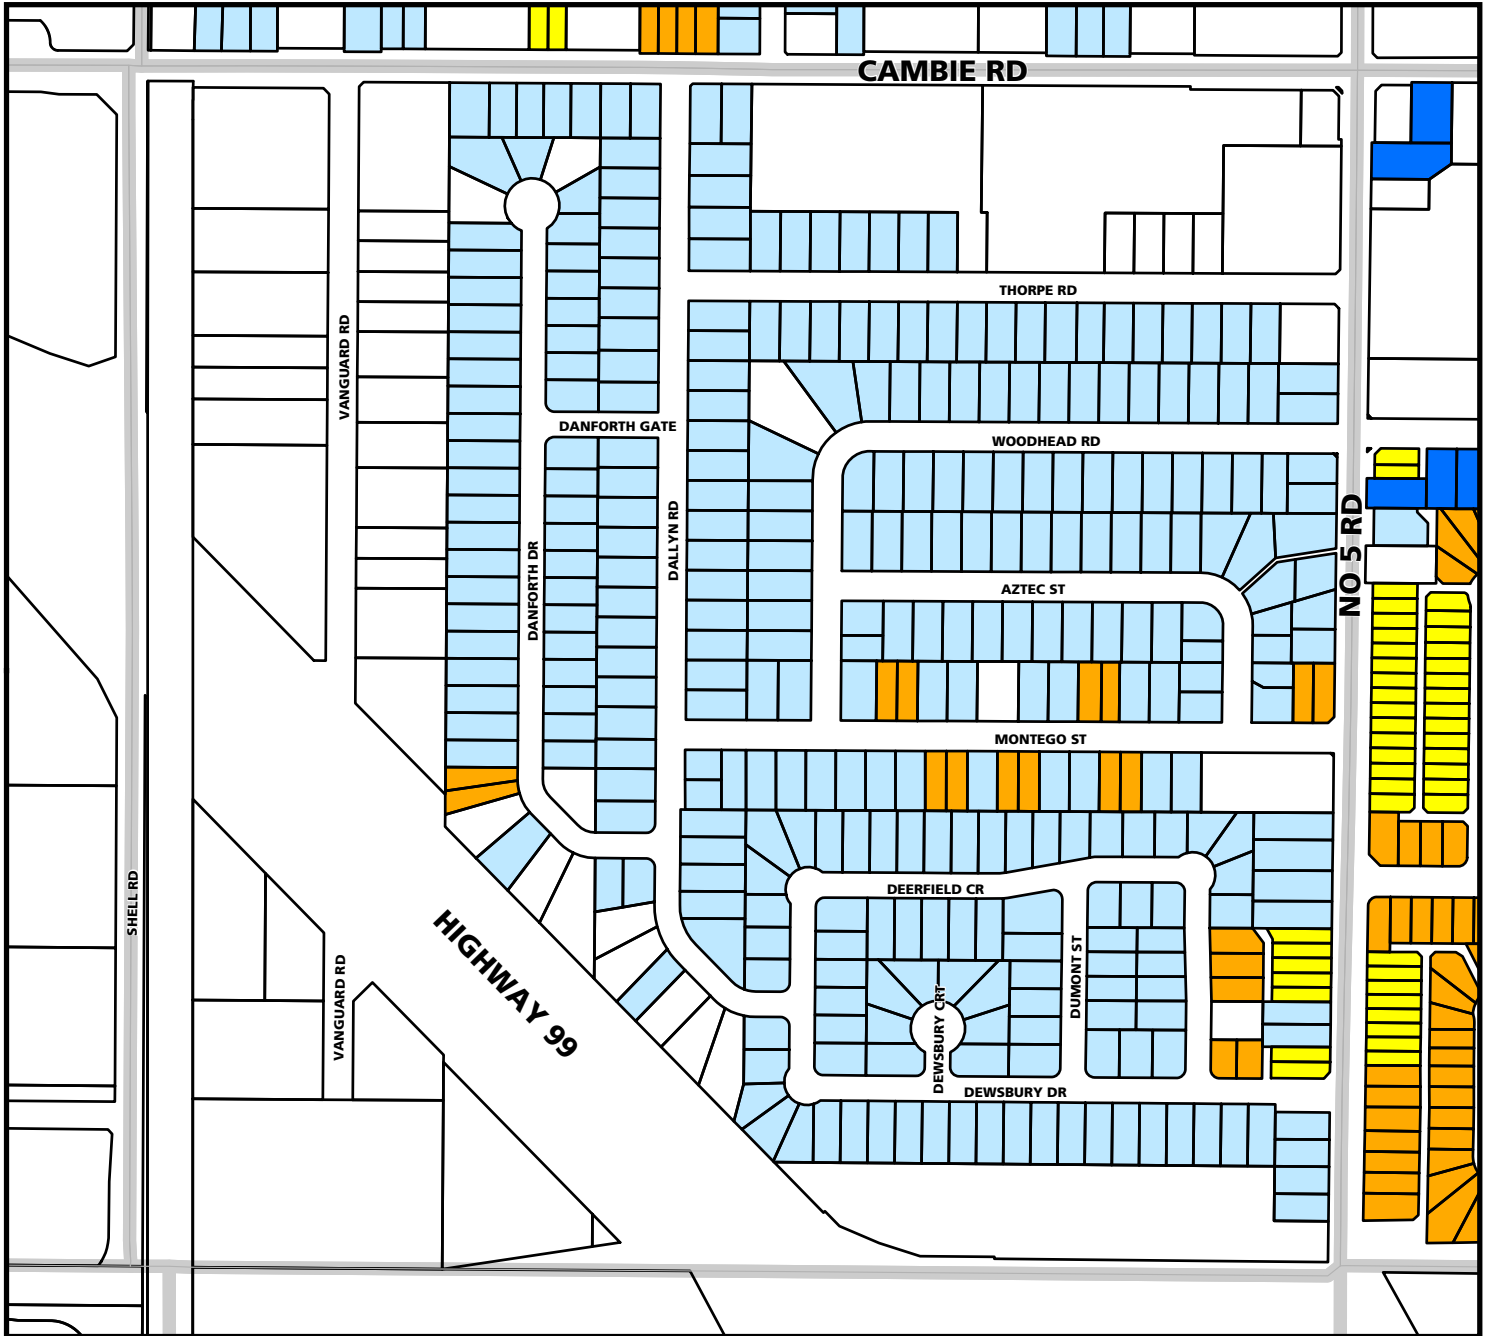 CAMBIE RD
THORPE RD
VANGUARD RD
DANFORTH GATE
WOODHEAD RD
DALLYN RD
NO 5 RD
DANFORTH DR
AZTEC ST
MONTEGO ST
SHELL RD
DEERFIELD CR
HIGHWAY 99
DUMONT ST
VANGUARD RD
DEWSBURY CRT
DEWSBURY DR